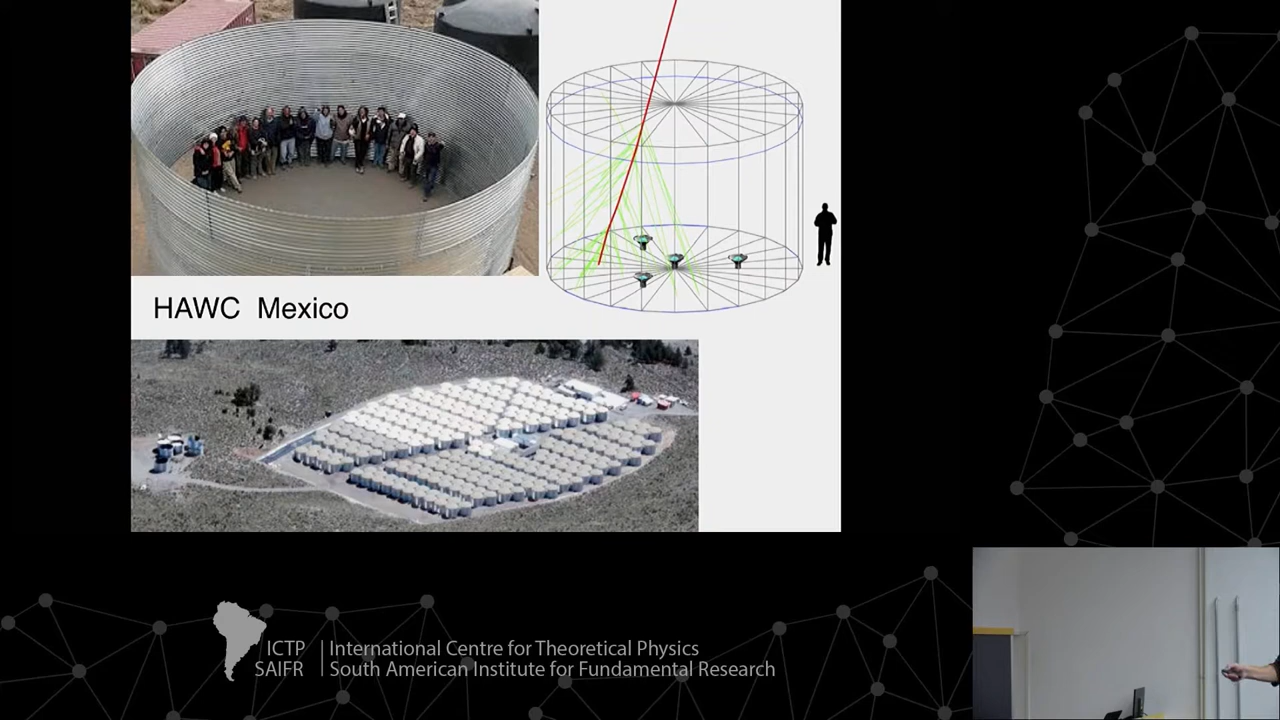 HAWC Mexico
ICTP
SAIFR
International Centre for Theoretical Physics
South American Institute for Fundamental Research